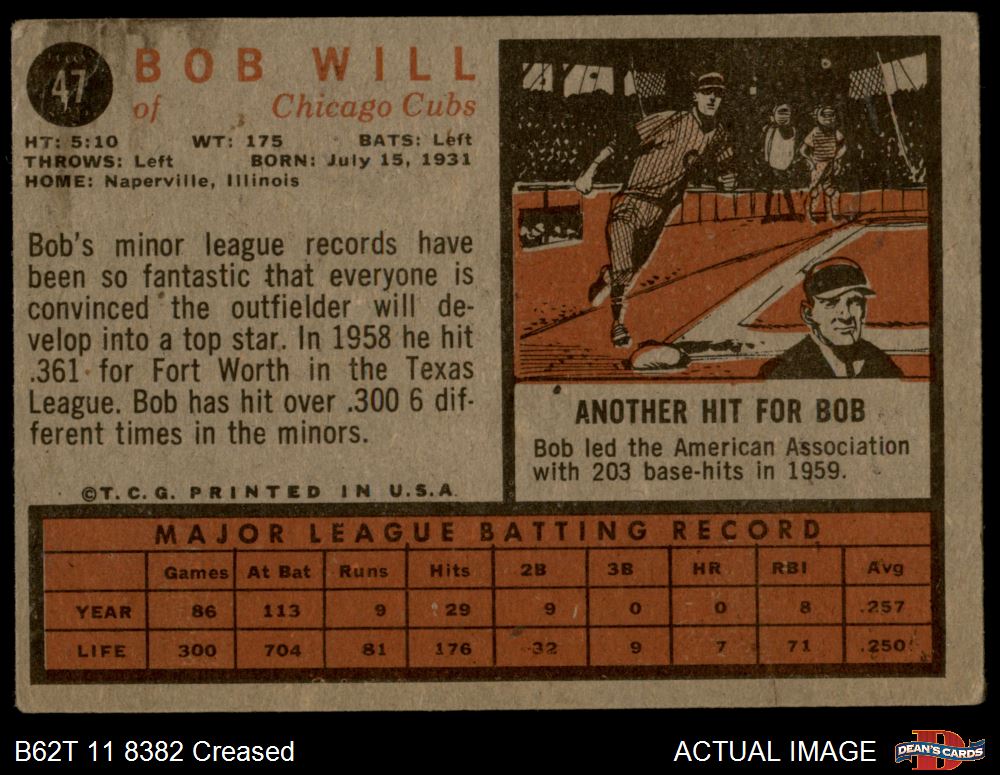 47
BOB WILL
of Chicago Cubs
HT: 5:10 WT: 175 BATS: Left
THROWS: Left BORN: July 15, 1931
HOME: Naperville, Illinois
Bob's minor league records have
been so fantastic that everyone is
convinced the outfielder will de-
velop into a top star. In 1958 he hit
.361 for Fort Worth in the Texas
League. Bob has hit over .300 6 dif-
ferent times in the minors.
©T.C.G. PRINTED IN U.S.A.
ANOTHER HIT FOR BOB
Bob led the American Association
with 203 base-hits in 1959.
MAJOR LEAGUE BATTING RECORD
Games At Bat Runs Hits 2B 3B HR RBI Avg
YEAR 86 113 9 29 9 0 0 8 .257
LIFE 300 704 81 176 32 9 7 71 .250
B62T 11 8382 Creased ACTUAL IMAGE
D
DEAN'S CARDS